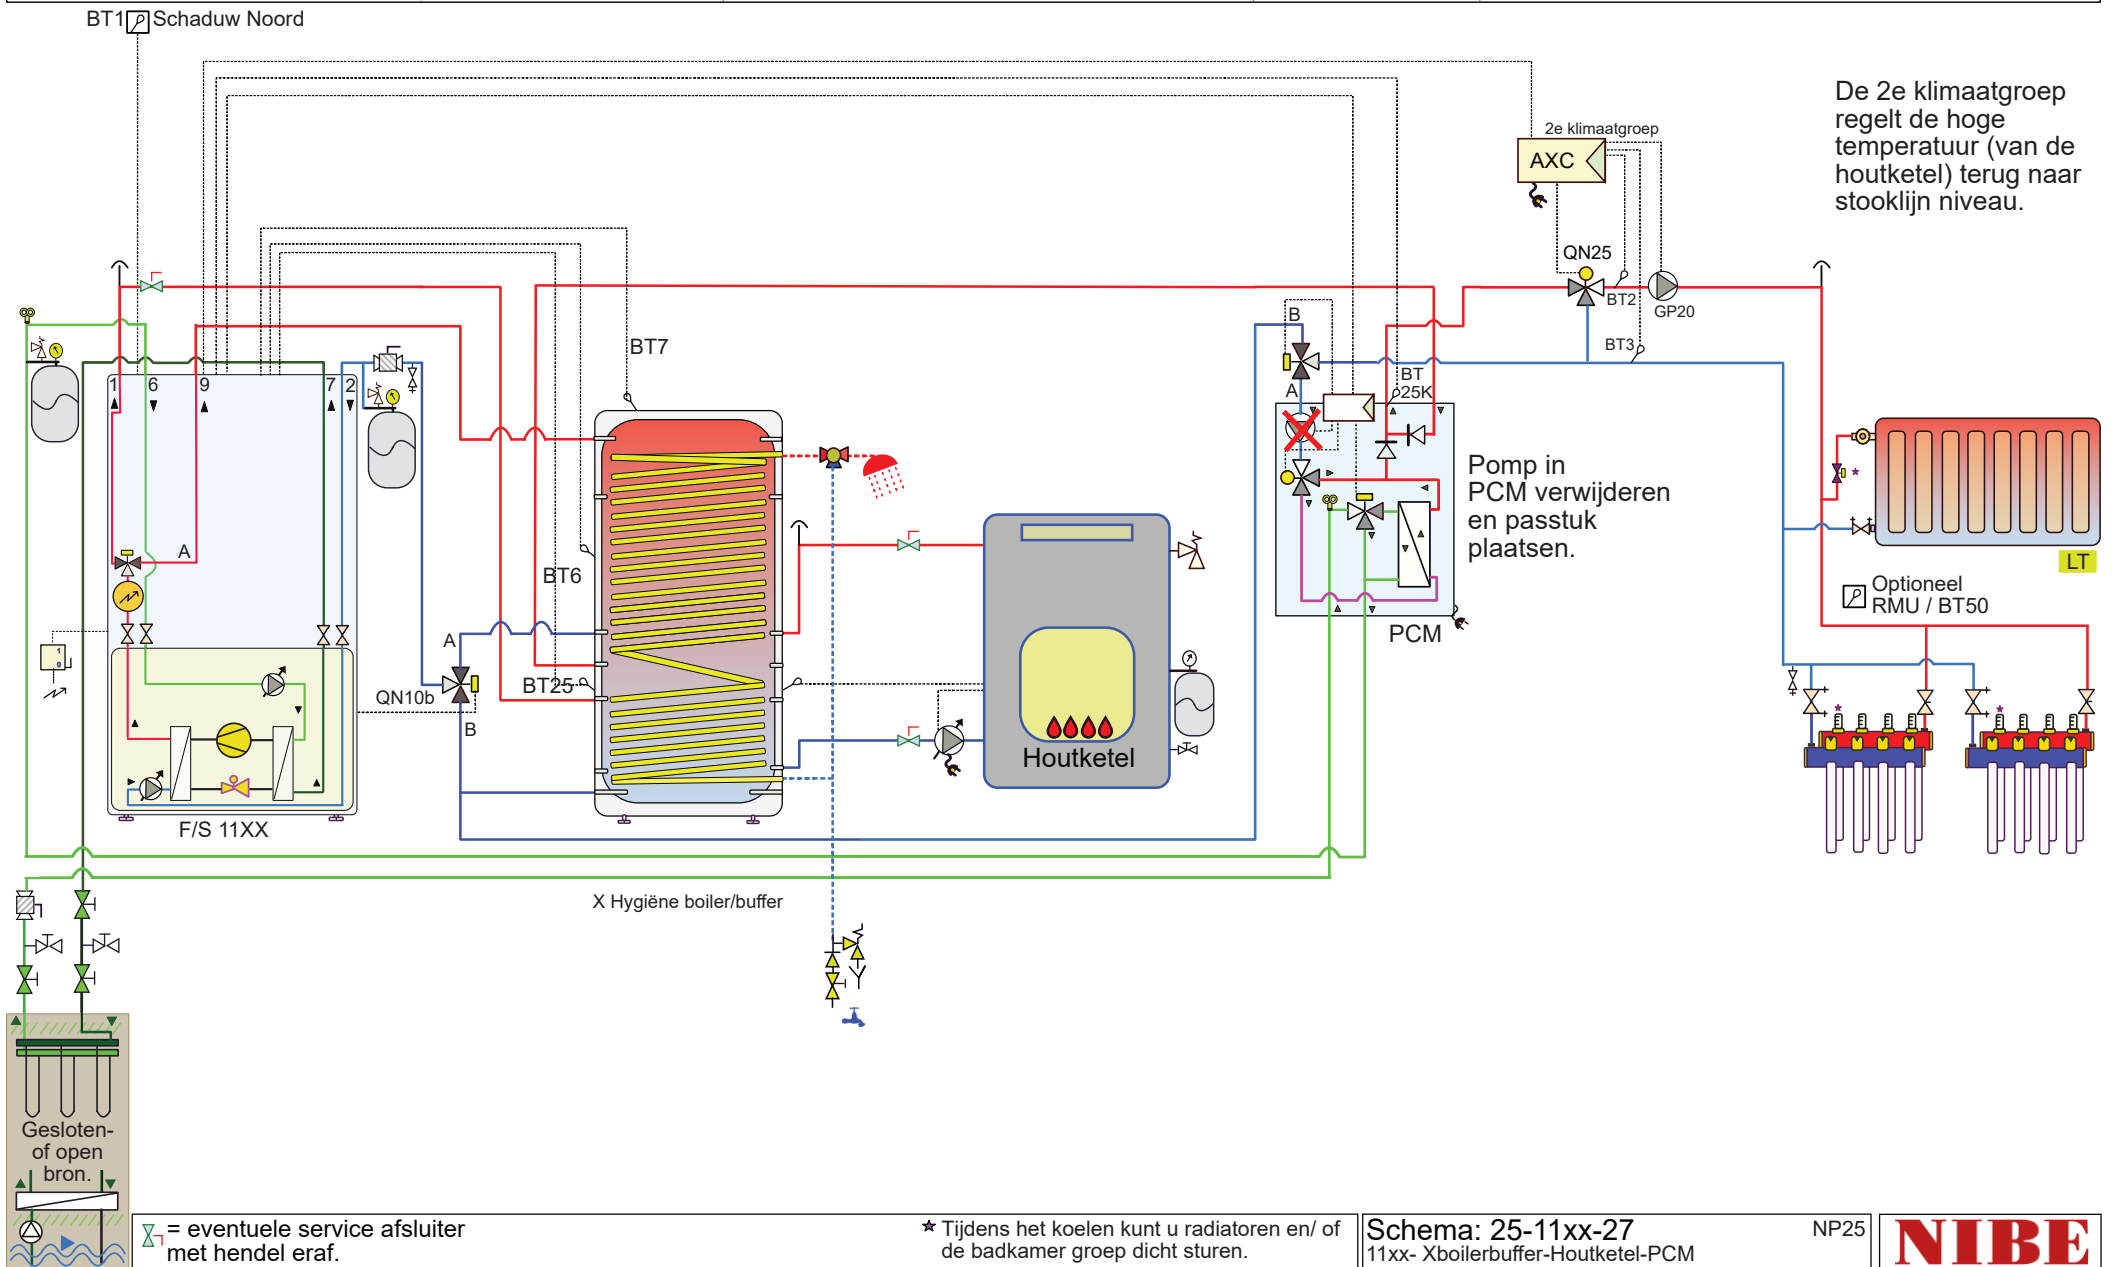 BT1 Schaduw Noord
De 2e klimaatgroep
regelt de hoge
temperatuur (van de
houtketel) terug naar
stooklijn niveau.
2e klimaatgroep
AXC
QN25
BT2
GP20
BT3
B
A
BT
25K
BT7
1 6 9 7 2
A
Pomp in
PCM verwijderen
en passtuk
plaatsen.
LT
BT6
Optioneel
RMU / BT50
PCM
A
BT25
QN10b
B
1
0
Houtketel
F/S 11XX
X Hygiëne boiler/buffer
Gesloten-
of open
bron.
= eventuele service afsluiter
met hendel eraf.
★ Tijdens het koelen kunt u radiatoren en/ of
de badkamer groep dicht sturen.
Schema: 25-11xx-27
11xx- Xboilerbuffer-Houtketel-PCM
NP25
NIBE